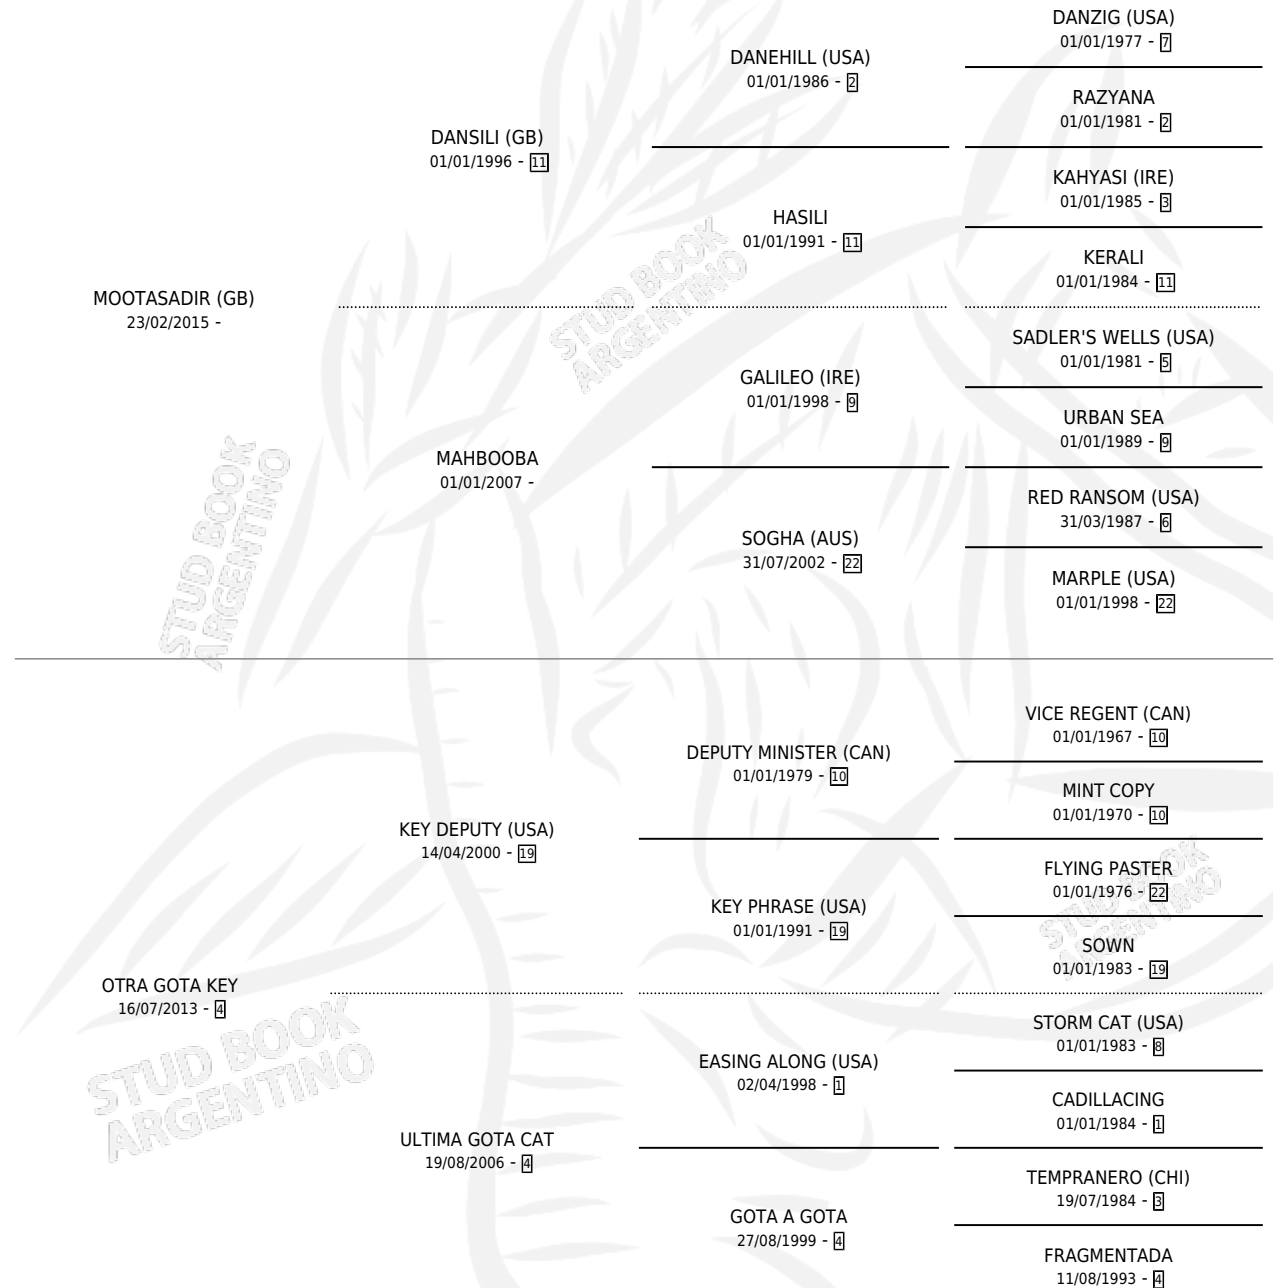 DANZIG (USA)
01/01/1977 - 7
DANEHILL (USA)
01/01/1986 - 2
RAZYANA
01/01/1981 - 2
DANSILI (GB)
01/01/1996 - 11
KAHYASI (IRE)
01/01/1985 - 3
HASILI
01/01/1991 - 11
KERALI
01/01/1984 - 11
MOOTASADIR (GB)
23/02/2015 -
SADLER'S WELLS (USA)
01/01/1981 - 5
GALILEO (IRE)
01/01/1998 - 9
URBAN SEA
01/01/1989 - 9
MAHBOOBA
01/01/2007 -
RED RANSOM (USA)
31/03/1987 - 6
SOGHA (AUS)
31/07/2002 - 22
MARPLE (USA)
01/01/1998 - 22
VICE REGENT (CAN)
01/01/1967 - 10
DEPUTY MINISTER (CAN)
01/01/1979 - 10
MINT COPY
01/01/1970 - 10
KEY DEPUTY (USA)
14/04/2000 - 19
FLYING PASTER
01/01/1976 - 22
KEY PHRASE (USA)
01/01/1991 - 19
SOWN
01/01/1983 - 19
OTRA GOTA KEY
16/07/2013 - 4
STORM CAT (USA)
01/01/1983 - 8
EASING ALONG (USA)
02/04/1998 - 1
CADILLACING
01/01/1984 - 1
ULTIMA GOTA CAT
19/08/2006 - 4
TEMPRANERO (CHI)
19/07/1984 - 3
GOTA A GOTA
27/08/1999 - 4
FRAGMENTADA
11/08/1993 - 4
STUD BOOK
ARGENTINO
STUD BOOK
ARGENTINO
STUD BOOK
ARGENTINO
STUD BOOK
ARGENTINO